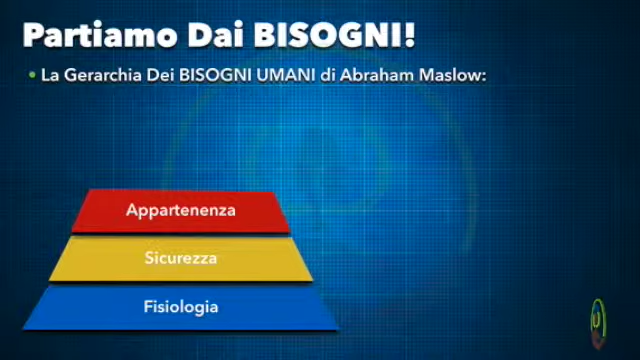 Partiamo Dai BISOGNI!
• La Gerarchia Dei BISOGNI UMANI di Abraham Maslow:
Appartenenza
Sicurezza
Fisiologia